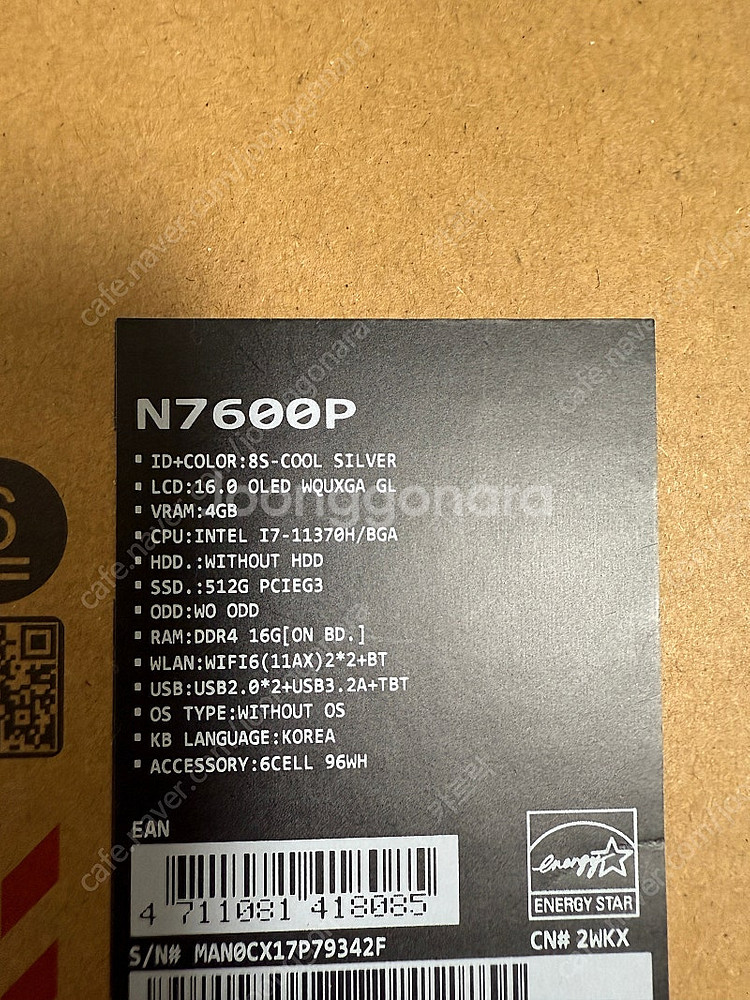 N7600P
ID+COLOR:8S-COOL SILVER
LCD:16.0 OLED WQUXGA GL
VRAM:4GB
CPU:INTEL I7-11370H/BGA
HDD.:WITHOUT HDD
SSD.:512G PCIEG3
ODD:WO ODD
RAM:DDR4 16G[ON BD.]
WLAN:WIFI6(11AX)2*2+BT
USB:USB2.0*2+USB3.2A+TBT
OS TYPE:WITHOUT OS
KB LANGUAGE:KOREA
ACCESSORY:6CELL 96WH
EAN
4 711081 418085
energy
ENERGY STAR
S/N# MAN0CX17P79342F
CN# 2WKX
joonggonara
cafe.naver.com/joonggonara